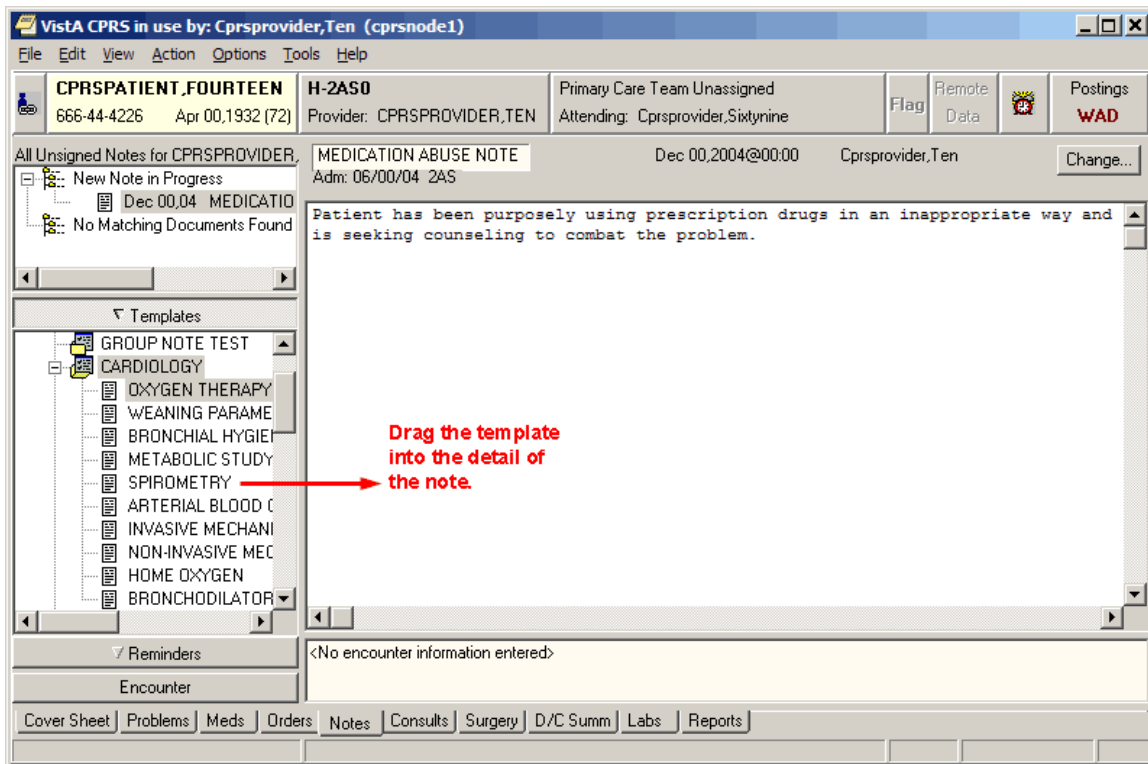 VistA CPRS in use by: Cprsprovider,Ten (cprsnode1)
File Edit View Action Options Tools Help
CPRSPATIENT,FOURTEEN
666-44-4226 Apr 00,1932 (72)
H-2AS0
Provider: CPRSPROVIDER,TEN
Primary Care Team Unassigned
Attending: Cprsprovider,Sixtynine
Flag
Remote
Data
Postings
WAD
All Unsigned Notes for CPRSPROVIDER,
New Note in Progress
Dec 00,04 MEDICATIO
No Matching Documents Found
MEDICATION ABUSE NOTE Dec 00,2004@00:00 Cprsprovider,Ten
Change...
Adm: 06/00/04 2AS
Patient has been purposely using prescription drugs in an inappropriate way and
is seeking counseling to combat the problem.
Templates
GROUP NOTE TEST
CARDIOLOGY
OXYGEN THERAPY
WEANING PARAME
BRONCHIAL HYGIEI
METABOLIC STUDY
SPIROMETRY
ARTERIAL BLOOD (
INVASIVE MECHANI
NON-INVASIVE MEC
HOME OXYGEN
BRONCHODILATOR
Drag the template
into the detail of
the note.
Reminders
Encounter
<No encounter information entered>
Cover Sheet Problems Meds Orders Notes Consults Surgery D/C Summ Labs Reports